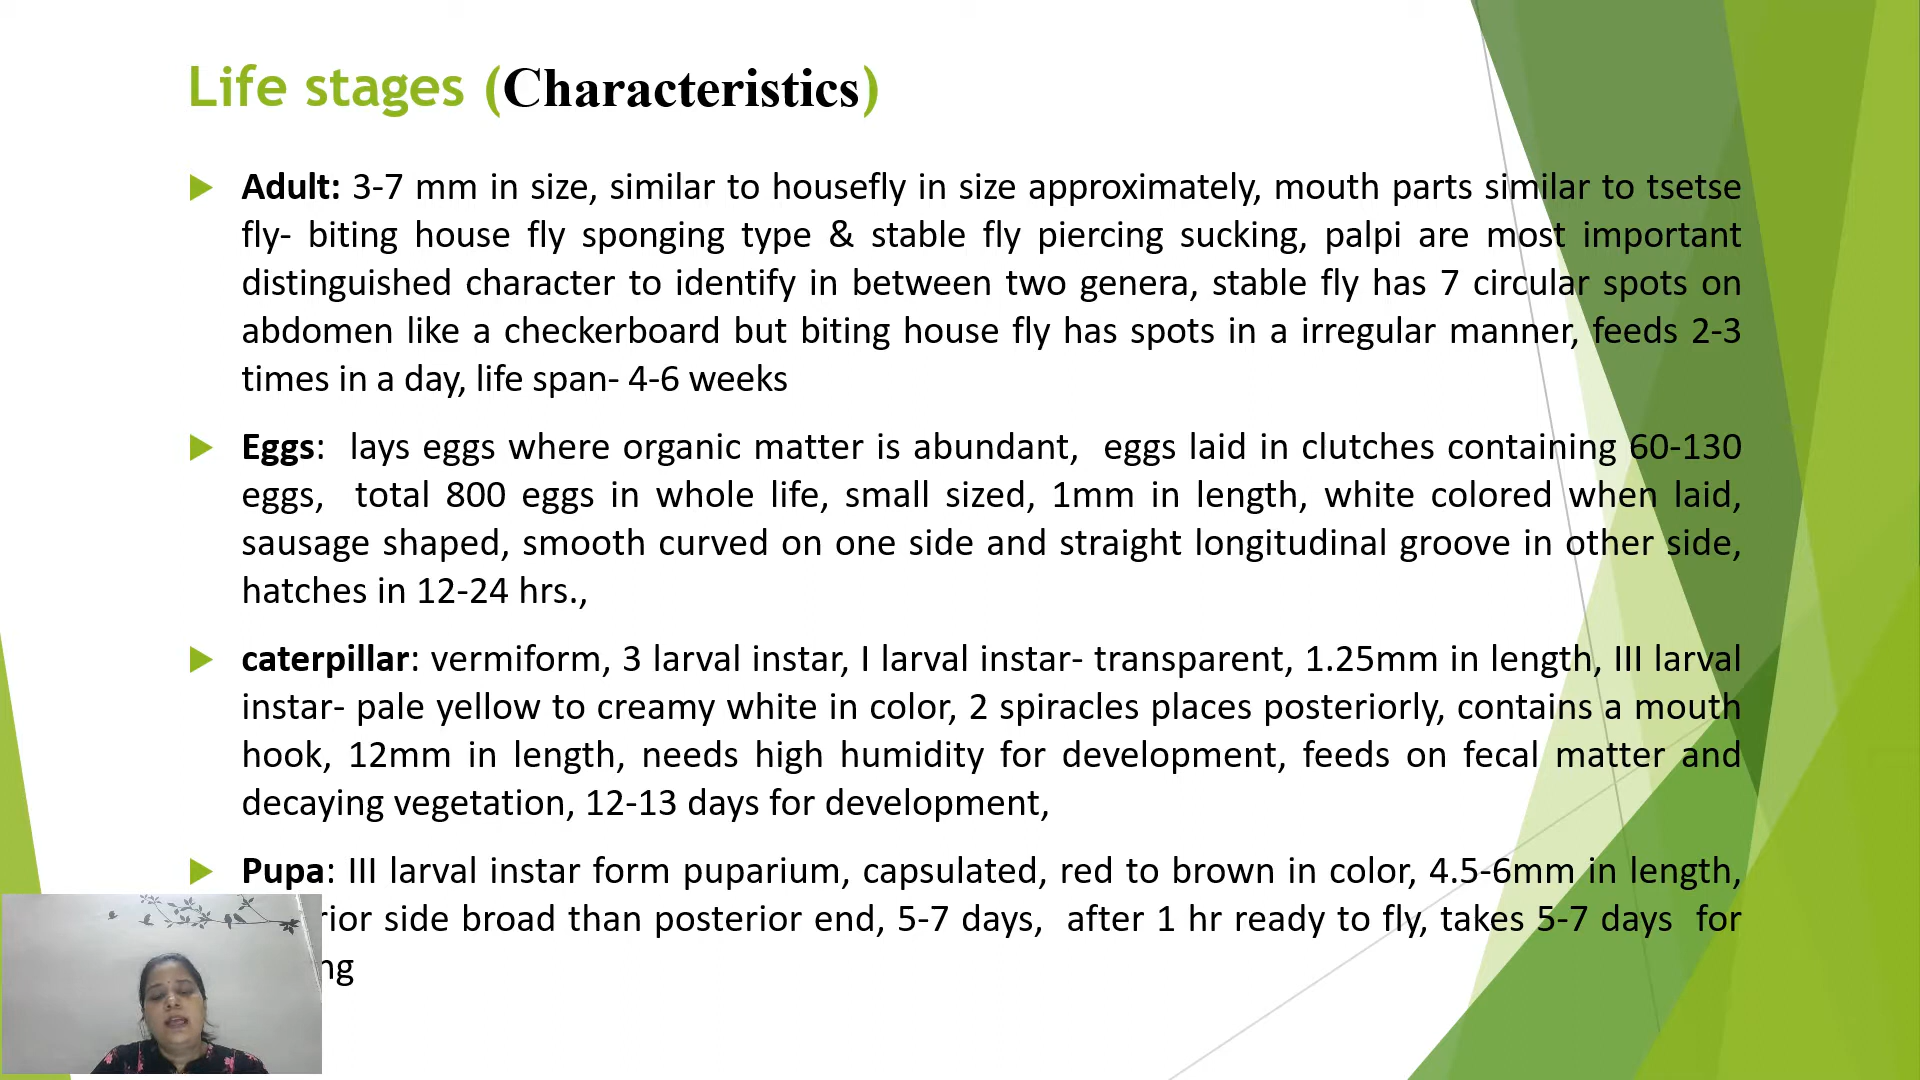 Life stages (Characteristics)
Adult: 3-7 mm in size, similar to housefly in size approximately, mouth parts similar to tsetse
fly- biting house fly sponging type & stable fly piercing sucking, palpi are most important
distinguished character to identify in between two genera, stable fly has 7 circular spots on
abdomen like a checkerboard but biting house fly has spots in a irregular manner, feeds 2-3
times in a day, life span- 4-6 weeks
Eggs: lays eggs where organic matter is abundant, eggs laid in clutches containing 60-130
eggs, total 800 eggs in whole life, small sized, 1mm in length, white colored when laid,
sausage shaped, smooth curved on one side and straight longitudinal groove in other side,
hatches in 12-24 hrs.,
caterpillar: vermiform, 3 larval instar, I larval instar- transparent, 1.25mm in length, III larval
instar- pale yellow to creamy white in color, 2 spiracles places posteriorly, contains a mouth
hook, 12mm in length, needs high humidity for development, feeds on fecal matter and
decaying vegetation, 12-13 days for development,
Pupa: III larval instar form puparium, capsulated, red to brown in color, 4.5-6mm in length,
side broad than posterior end, 5-7 days, after 1 hr ready to fly, takes 5-7 days for